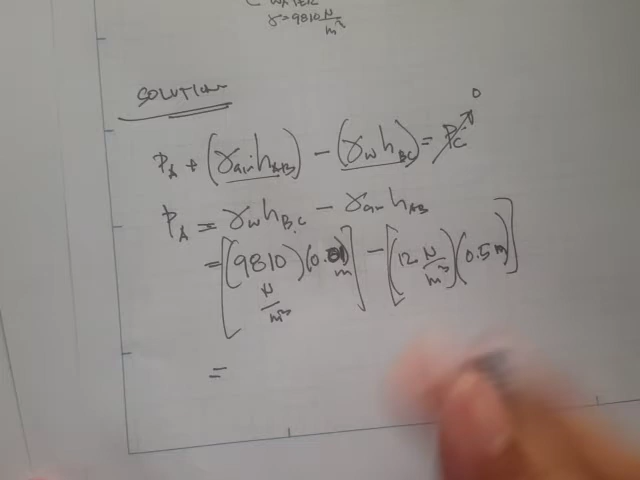 WATER
γ=9810 N/m³
SOLUTION
0
P_A + (γ_air h_AB) − (γ_w h_BC) = P_C
P_A = γ_w h_BC − γ_air h_AB
= [(9810 N/m³)(0. m)] − [(12 N/m³)(0.5 m)]
=